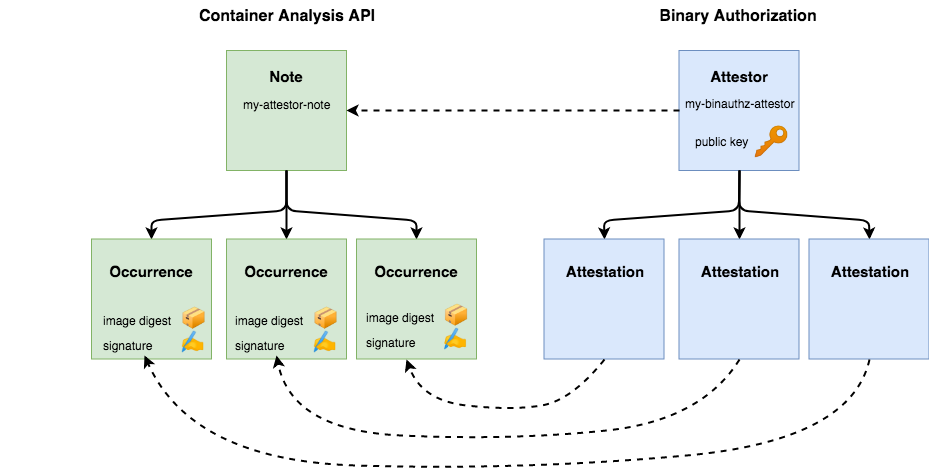 Container Analysis API
Binary Authorization
Note
my-attestor-note
Attestor
my-binauthz-attestor
public key
Occurrence
image digest
signature
Occurrence
image digest
signature
Occurrence
image digest
signature
Attestation
Attestation
Attestation